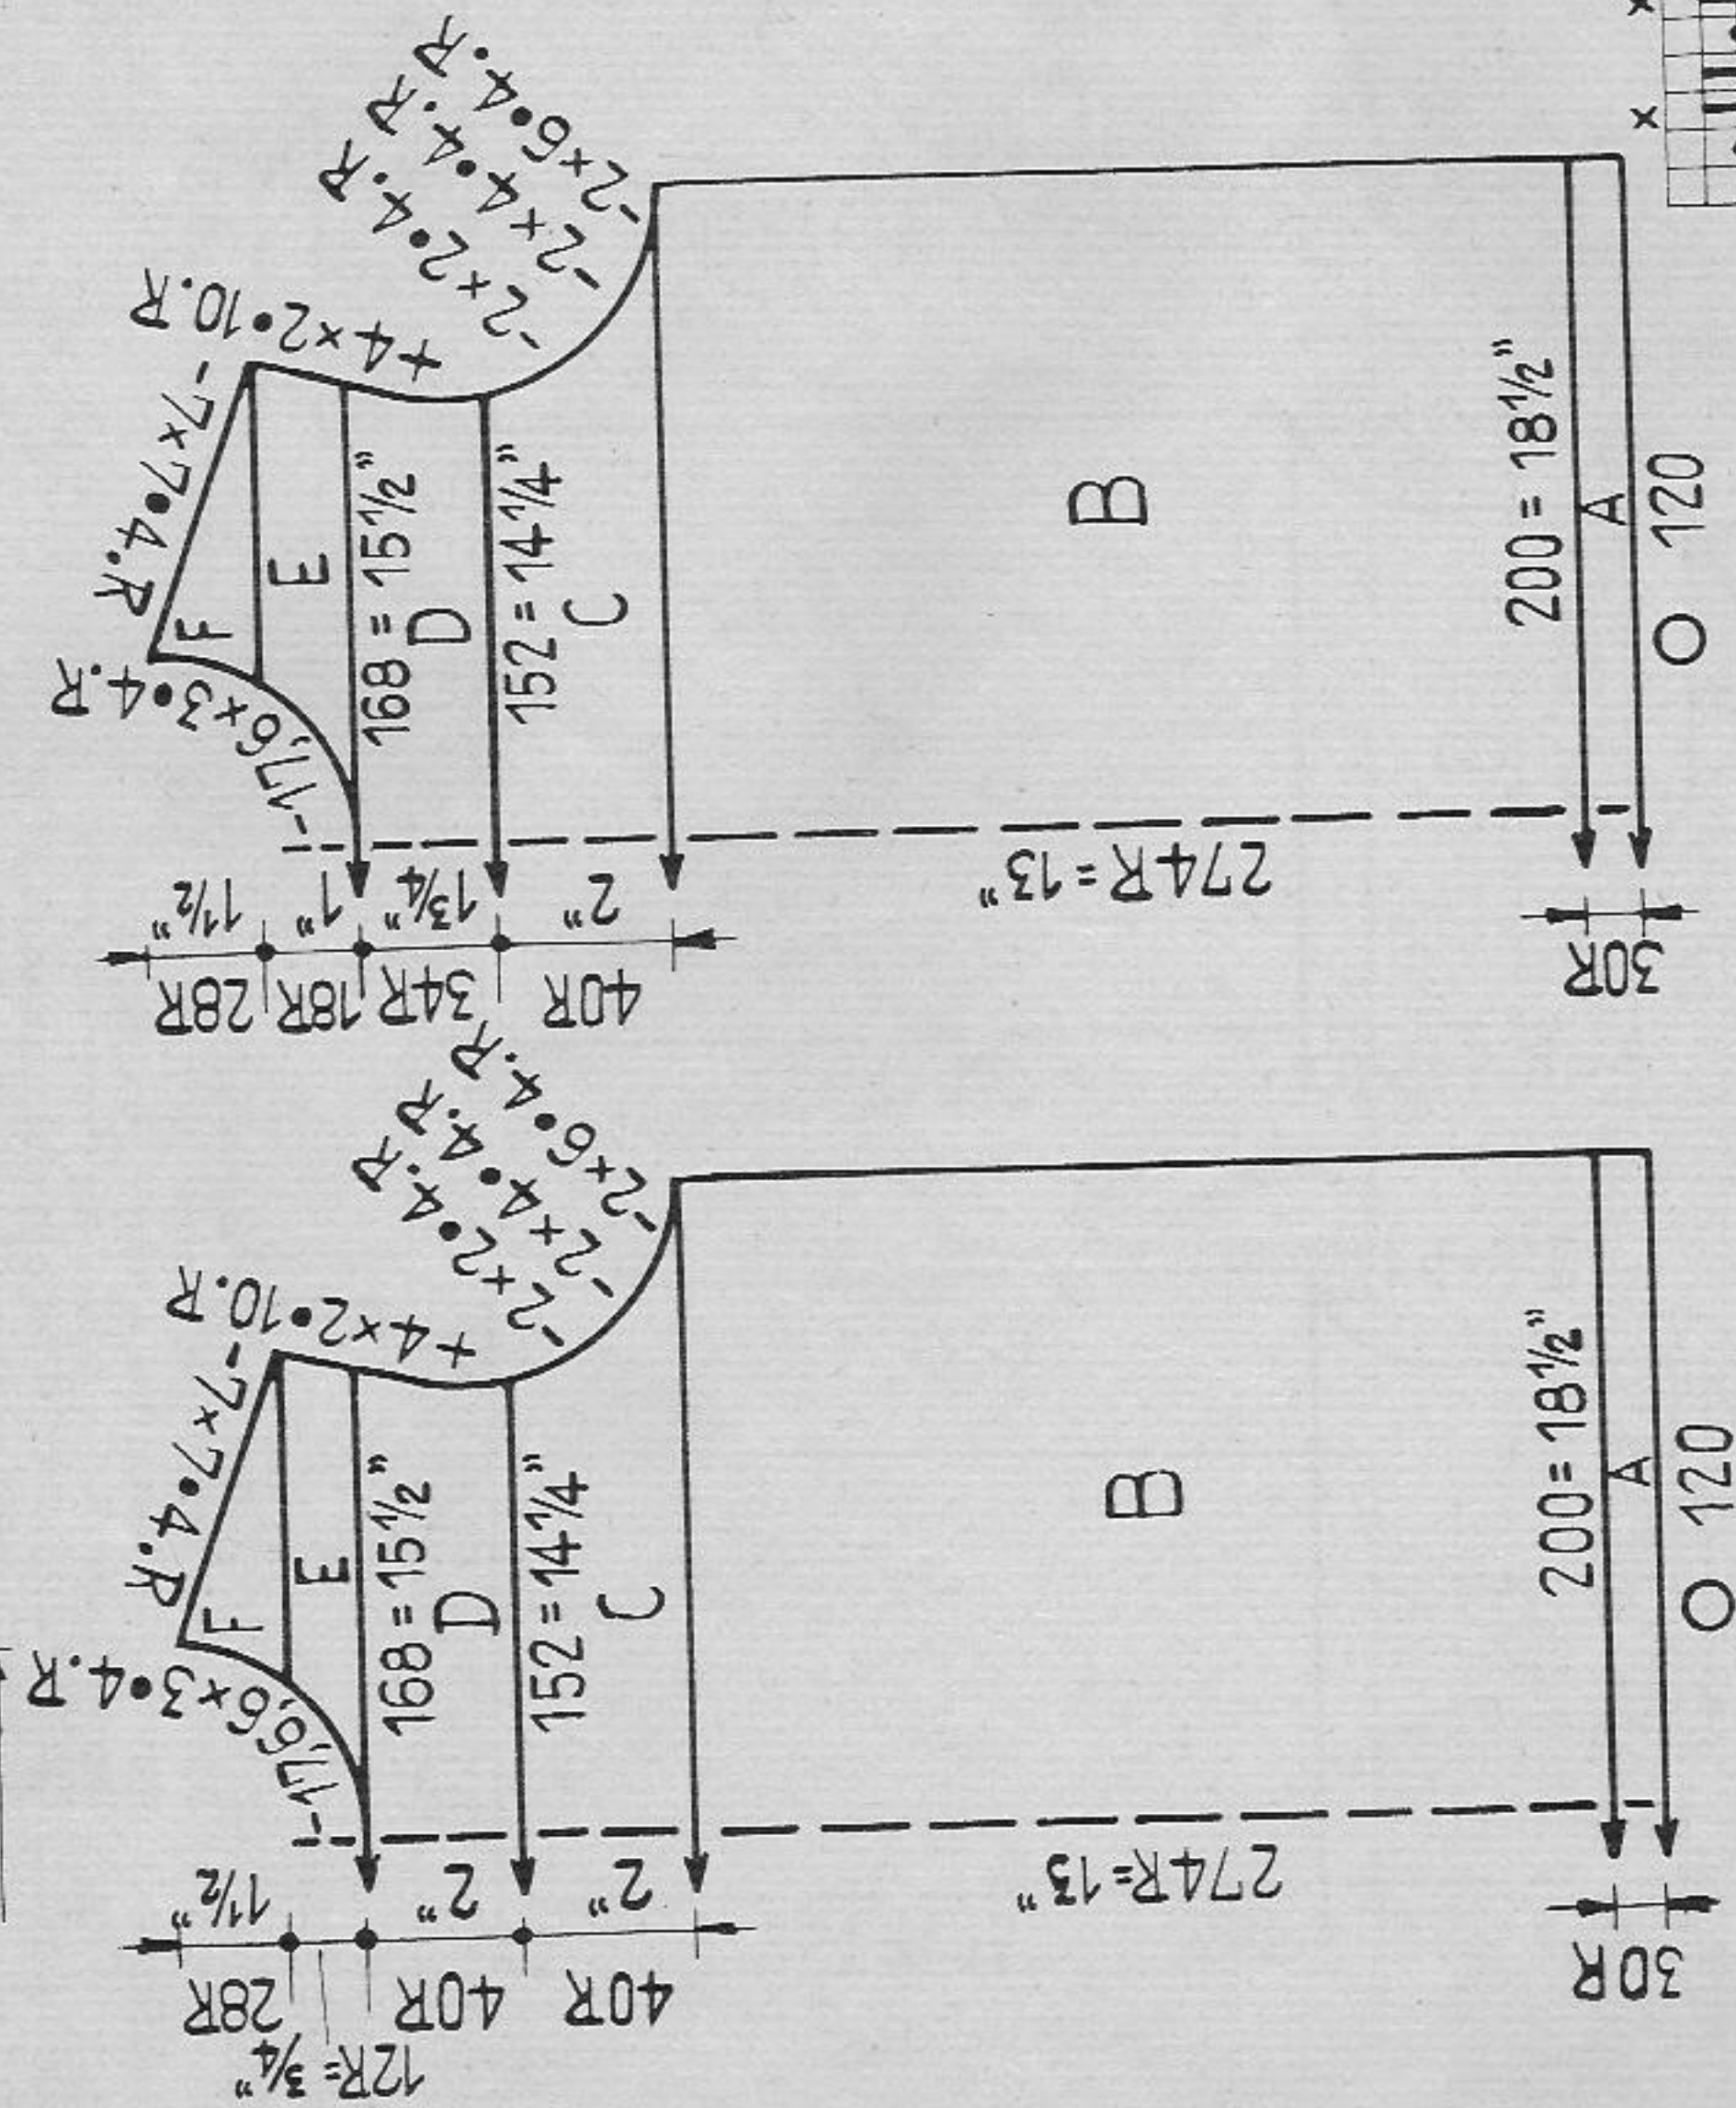 -2×6•4.R
-2×4•4.R
-2×2•4.R
+4×2•10.R
-7×7•4.R
-17,6×3•4.R
F
E
168 = 15½"
D
152 = 14¼"
C
B
200 = 18½"
A
O 120
1½"
1"
1¾"
2"
274R=13"
28R
18R
34R
40R
30R
-2×6•4.R
-2×4•4.R
-2×2•4.R
+4×2•10.R
-7×7•4.R
-17,6,6×3•4.R
F
E
168 = 15½"
D
152 = 14¼"
C
B
200 = 18½"
A
O 120
1½"
2"
2"
274R=13"
28R
40R
40R
30R
12R=¾"
x
x